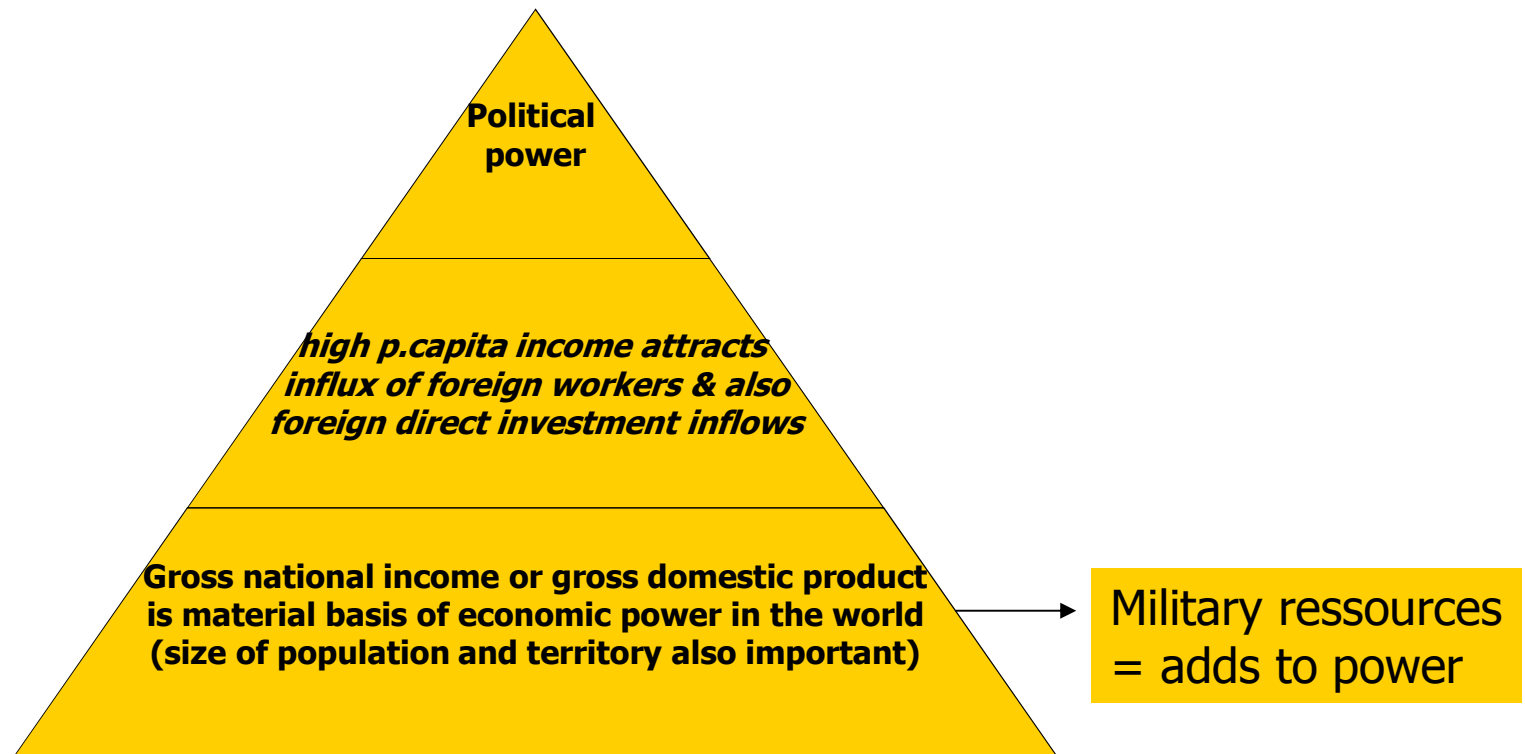 Political
power
high p.capita income attracts
influx of foreign workers & also
foreign direct investment inflows
Gross national income or gross domestic product
is material basis of economic power in the world
(size of population and territory also important)
Military ressources
= adds to power